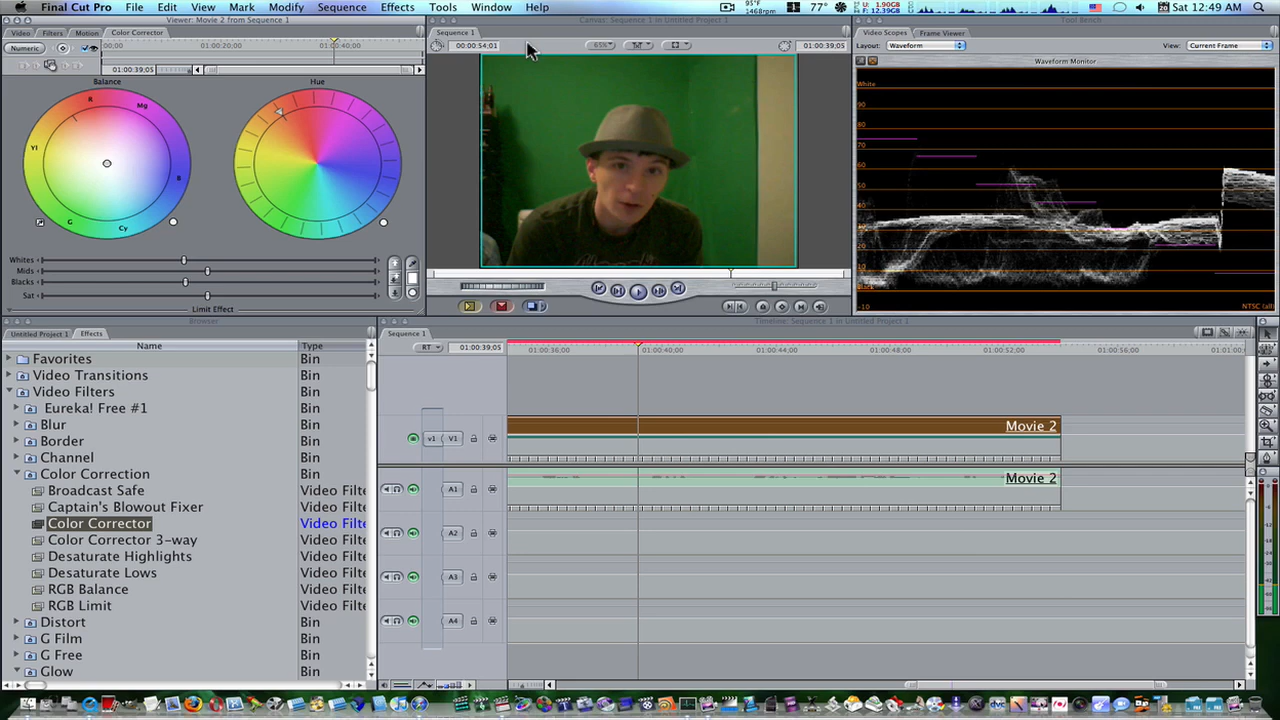 Final Cut Pro File Edit View Mark Modify Sequence Effects Tools Window Help
95°F 1468rpm 77° U: 1.90GB F: 12.39GB Sat 12:49 AM
Viewer: Movie 2 from Sequence 1
Canvas: Sequence 1 in Untitled Project 1
Tool Bench
Video Filters Motion Color Corrector
Sequence 1
Video Scopes Frame Viewer
Numeric 00;00 01:00:20;00 01:00:40;00
00:00:54;01 65% 01:00:39;05
Layout: Waveform View: Current Frame
01:00:39;05
Waveform Monitor
Balance Hue
R Mg Yl B G Cy
White
90
80
70
60
50
40
30
20
10
Black
-10
NTSC (all)
Whites
Mids
Blacks
Sat
Limit Effect
Browser
Timeline: Sequence 1 in Untitled Project 1
Untitled Project 1 Effects
Sequence 1
Name Type
RT 01:00:39;05 01:00:36;00 01:00:40;00 01:00:44;00 01:00:48;00 01:00:52;00 01:00:56;00 01:01:0
Favorites Bin
Video Transitions Bin
Video Filters Bin
Eureka! Free #1 Bin
Blur Bin
Border Bin
Channel Bin
Color Correction Bin
Broadcast Safe Video Filte
Captain's Blowout Fixer Video Filte
Color Corrector Video Filte
Color Corrector 3-way Video Filte
Desaturate Highlights Video Filte
Desaturate Lows Video Filte
RGB Balance Video Filte
RGB Limit Video Filte
Distort Bin
G Film Bin
G Free Bin
Glow Bin
v1 V1 Movie 2
A1 Movie 2
A2
A3
A4